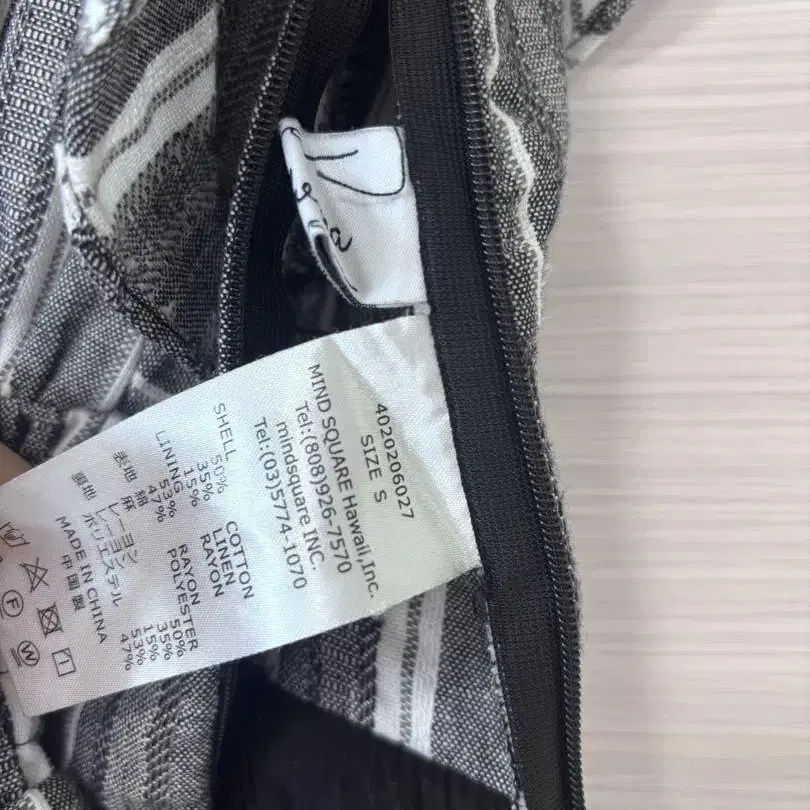 4020206027
SIZE S
MIND SQUARE Hawaii,Inc.
Tel:(808)926-7570
mindsquare INC.
Tel:(03)5774-1070
SHELL 50% COTTON
35% LINEN
15% RAYON
LINING 53% RAYON
47% POLYESTER
表地 綿 50%
麻 35%
レーヨン 15%
裏地 レーヨン 53%
ポリエステル 47%
MADE IN CHINA
中国製
F
W